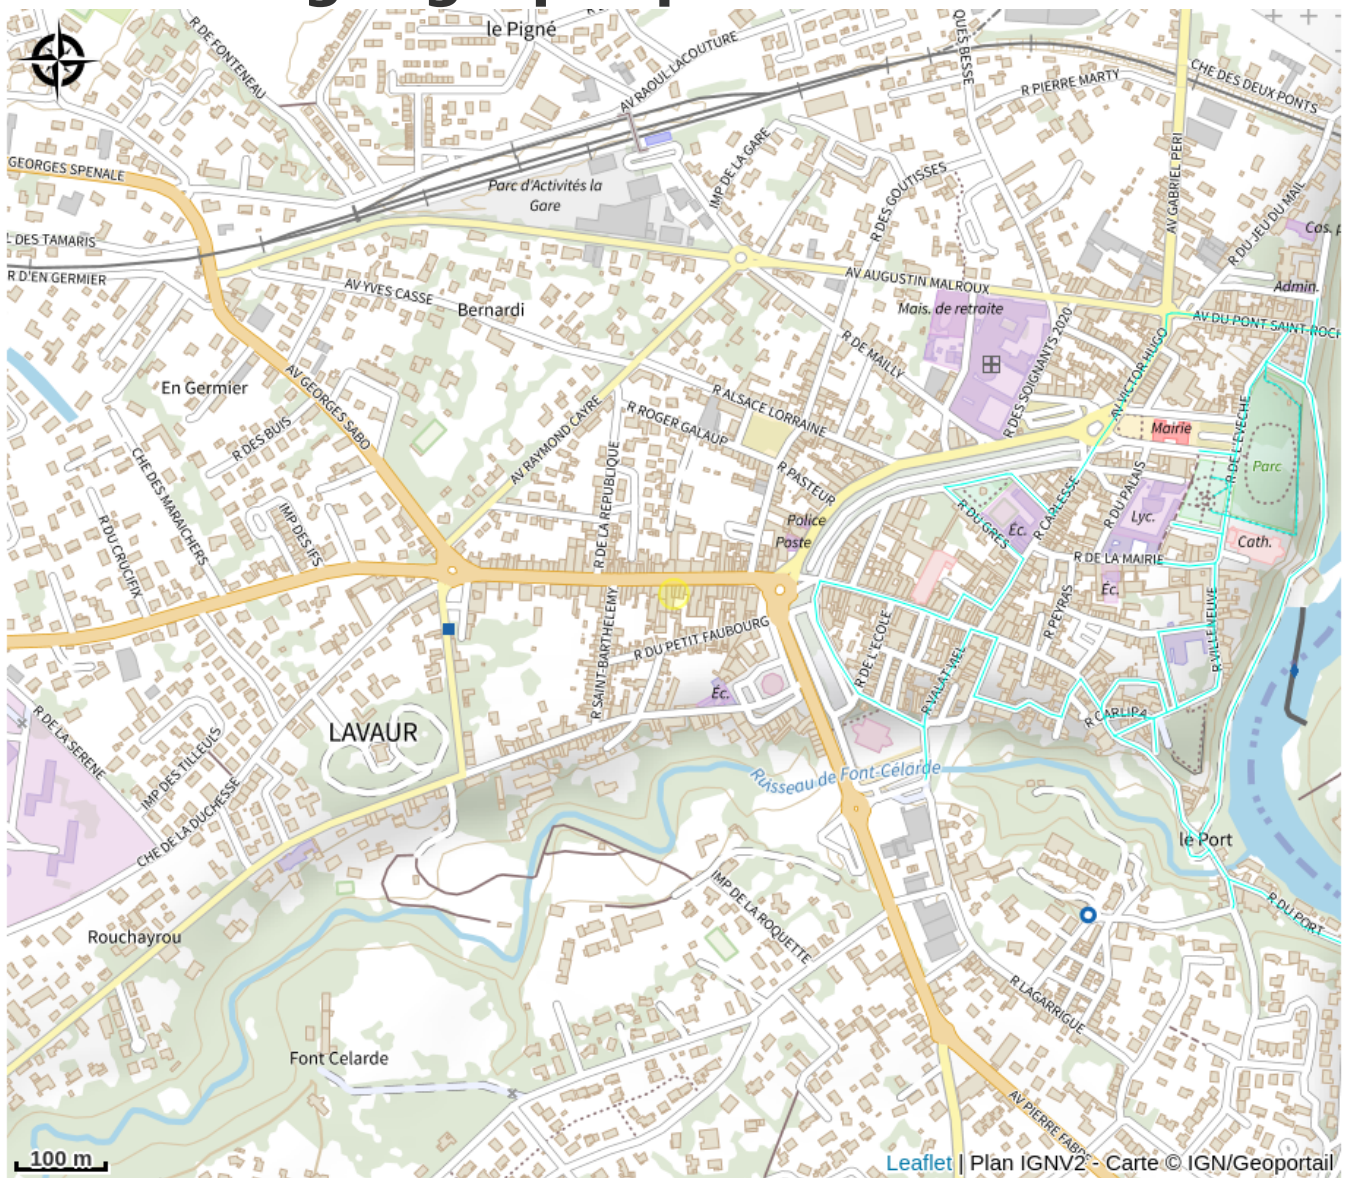 le Pigné
R DE FONTENEAU
AV RAOUL LACOUTURE
QUES BESSE
R PIERRE MARTY
CHE DES DEUX PONTS
GEORGES SPENALE
Parc d'Activités la
Gare
IMP DE LA GARE
R DES GOUTISSES
AV GABRIEL PERI
R DU JEU DU MAIL
Cas. p
DES TAMARIS
R D'EN GERMIER
AV YVES CASSE
Bernardi
AV AUGUSTIN MALROUX
Mais. de retraite
Admin.
AV DU PONT SAINT-ROCH
R DE MAILLY
R DES SOIGNANTS 2020
AV VICTOR HUGO
En Germier
AV GEORGES SABO
R DES BUIS
AV RAYMOND CAYRE
R ROGER GALAUP
R ALSACE LORRAINE
R DE LA REPUBLIQUE
R PASTEUR
Mairie
R DE L'EVECHE
Parc
CHE DES MARAICHERS
R DU CRUCIFIX
IMP DES IFS
Police
Poste
R DU GRES
Éc.
R CARLESSE
R DU PALAIS
Lyc.
Cath.
R DE LA MAIRIE
Éc.
R PEYRAS
R VILLENEUVE
R SAINT-BARTHELEMY
R DU PETIT FAUBOURG
R DE L'ECOLE
R VALAT VIEL
Éc.
R CARLIPA
R DE LA SERENE
LAVAUR
IMP DES TILLEULS
CHE DE LA DUCHESSE
Ruisseau de Font-Célarde
le Port
R DU PORT
IMP DE LA ROQUETTE
Rouchayrou
R LAGARRIGUE
Font Celarde
AV PIERRE FABRE
100 m
Leaflet | Plan IGNV2 - Carte © IGN/Geoportail